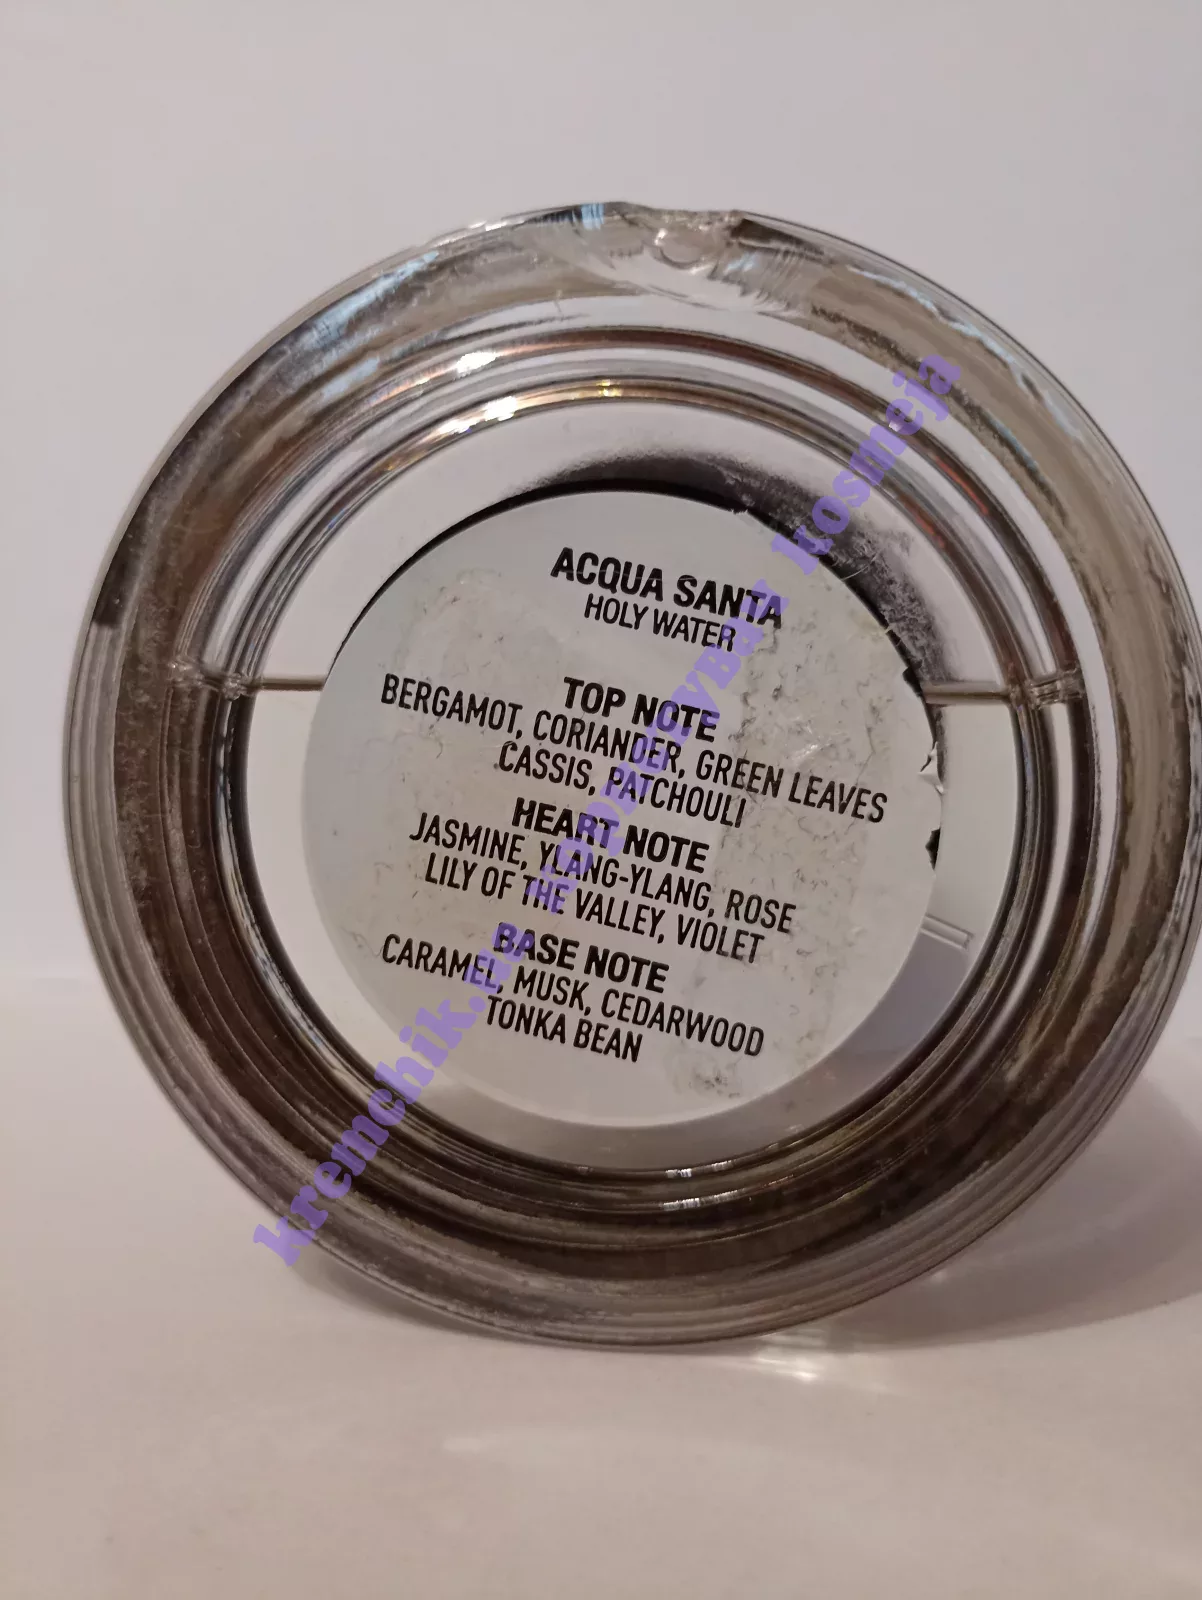 ACQUA SANTA
HOLY WATER
TOP NOTE
BERGAMOT, CORIANDER, GREEN LEAVES
CASSIS, PATCHOULI
HEART NOTE
JASMINE, YLANG-YLANG, ROSE
LILY OF THE VALLEY, VIOLET
BASE NOTE
CARAMEL, MUSK, CEDARWOOD
TONKA BEAN
kosmeja